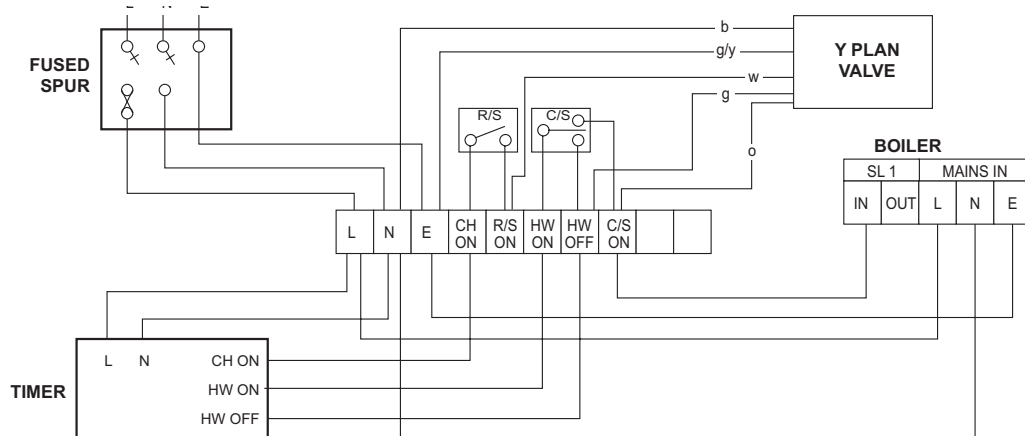 FUSED
SPUR
b
g/y
w
g
o
Y PLAN
VALVE
R/S
C/S
BOILER
SL 1
MAINS IN
IN
OUT
L
N
E
L
N
E
CH
ON
R/S
ON
HW
ON
HW
OFF
C/S
ON
TIMER
L
N
CH ON
HW ON
HW OFF